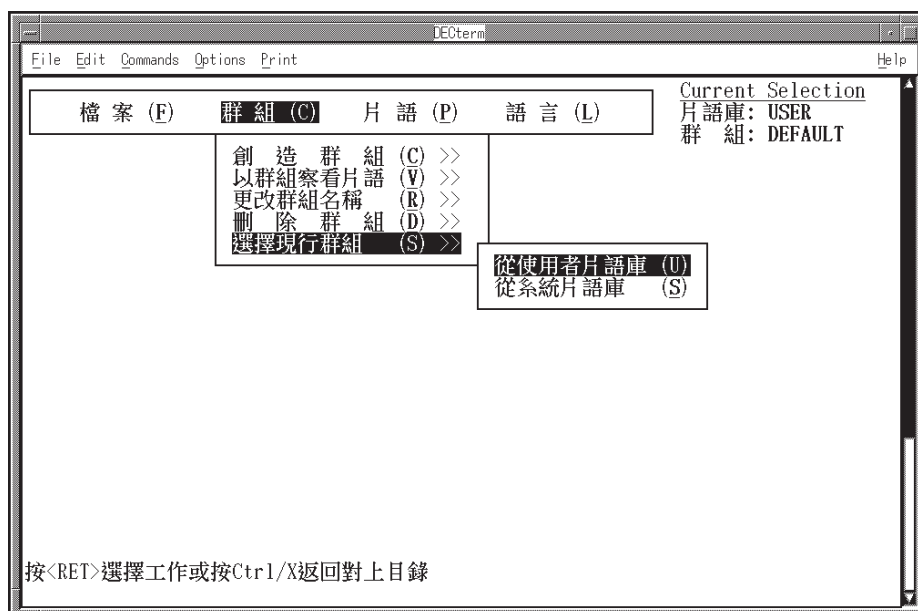 DECterm
File Edit Commands Options Print Help
檔 案 (F) 群 組 (C) 片 語 (P) 語 言 (L)
Current Selection
片語庫: USER
群 組: DEFAULT
創 造 群 組 (C) >>
以群組察看片語 (V) >>
更改群組名稱 (R) >>
刪 除 群 組 (D) >>
選擇現行群組 (S) >>
從使用者片語庫 (U)
從系統片語庫 (S)
按<RET>選擇工作或按Ctrl/X返回對上目錄